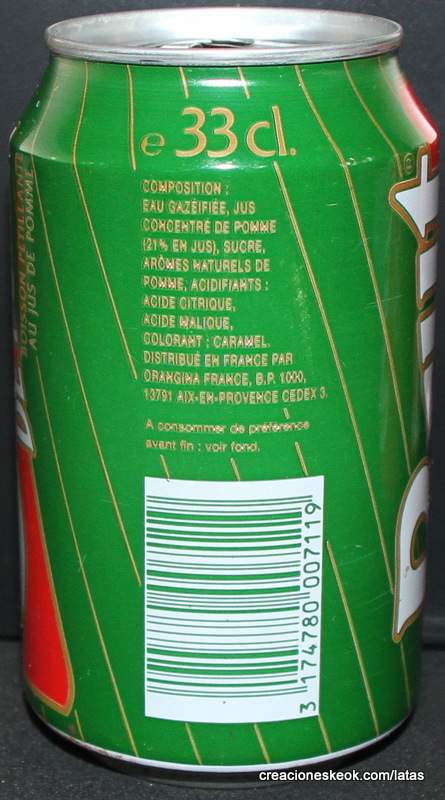 e 33 cl.
COMPOSITION :
EAU GAZÉIFIÉE, JUS
CONCENTRÉ DE POMME
(21% EN JUS), SUCRE,
ARÔMES NATURELS DE
POMME, ACIDIFIANTS :
ACIDE CITRIQUE,
ACIDE MALIQUE,
COLORANT : CARAMEL.
DISTRIBUÉ EN FRANCE PAR
ORANGINA FRANCE, B.P. 1000,
13791 AIX-EN-PROVENCE CEDEX 3.
A consommer de préférence
avant fin : voir fond.
3 174780 007119
BOISSON PETILLANTE
AU JUS DE POMME
creacioneskeok.com/latas